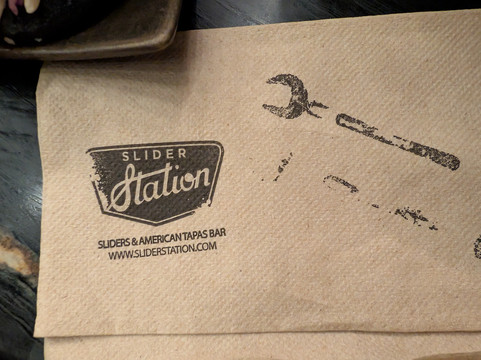 SLIDER
Station
SLIDERS & AMERICAN TAPAS BAR
WWW.SLIDERSTATION.COM